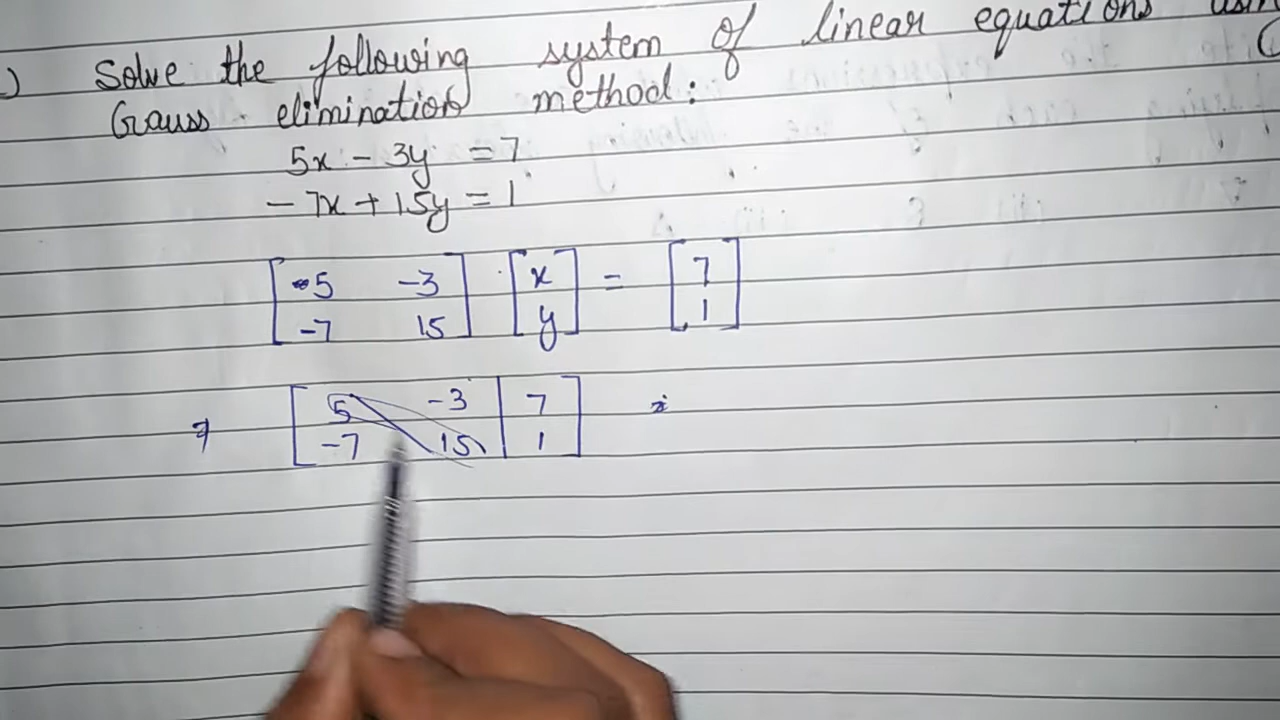 ) Solve the following system of linear equations using
Gauss elimination method:
5x - 3y = 7
- 7x + 15y = 1
[5 -3] [x] = [7]
[-7 15] [y] [1]
⇒ [5 -3 | 7]
[-7 15 | 1]